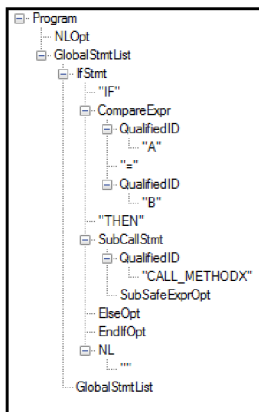 Program
NLOpt
GlobalStmtList
IfStmt
"IF"
CompareExpr
QualifiedID
"A"
"="
QualifiedID
"B"
"THEN"
SubCallStmt
QualifiedID
"CALL_METHODX"
SubSafeExprOpt
ElseOpt
EndIfOpt
NL
""
GlobalStmtList